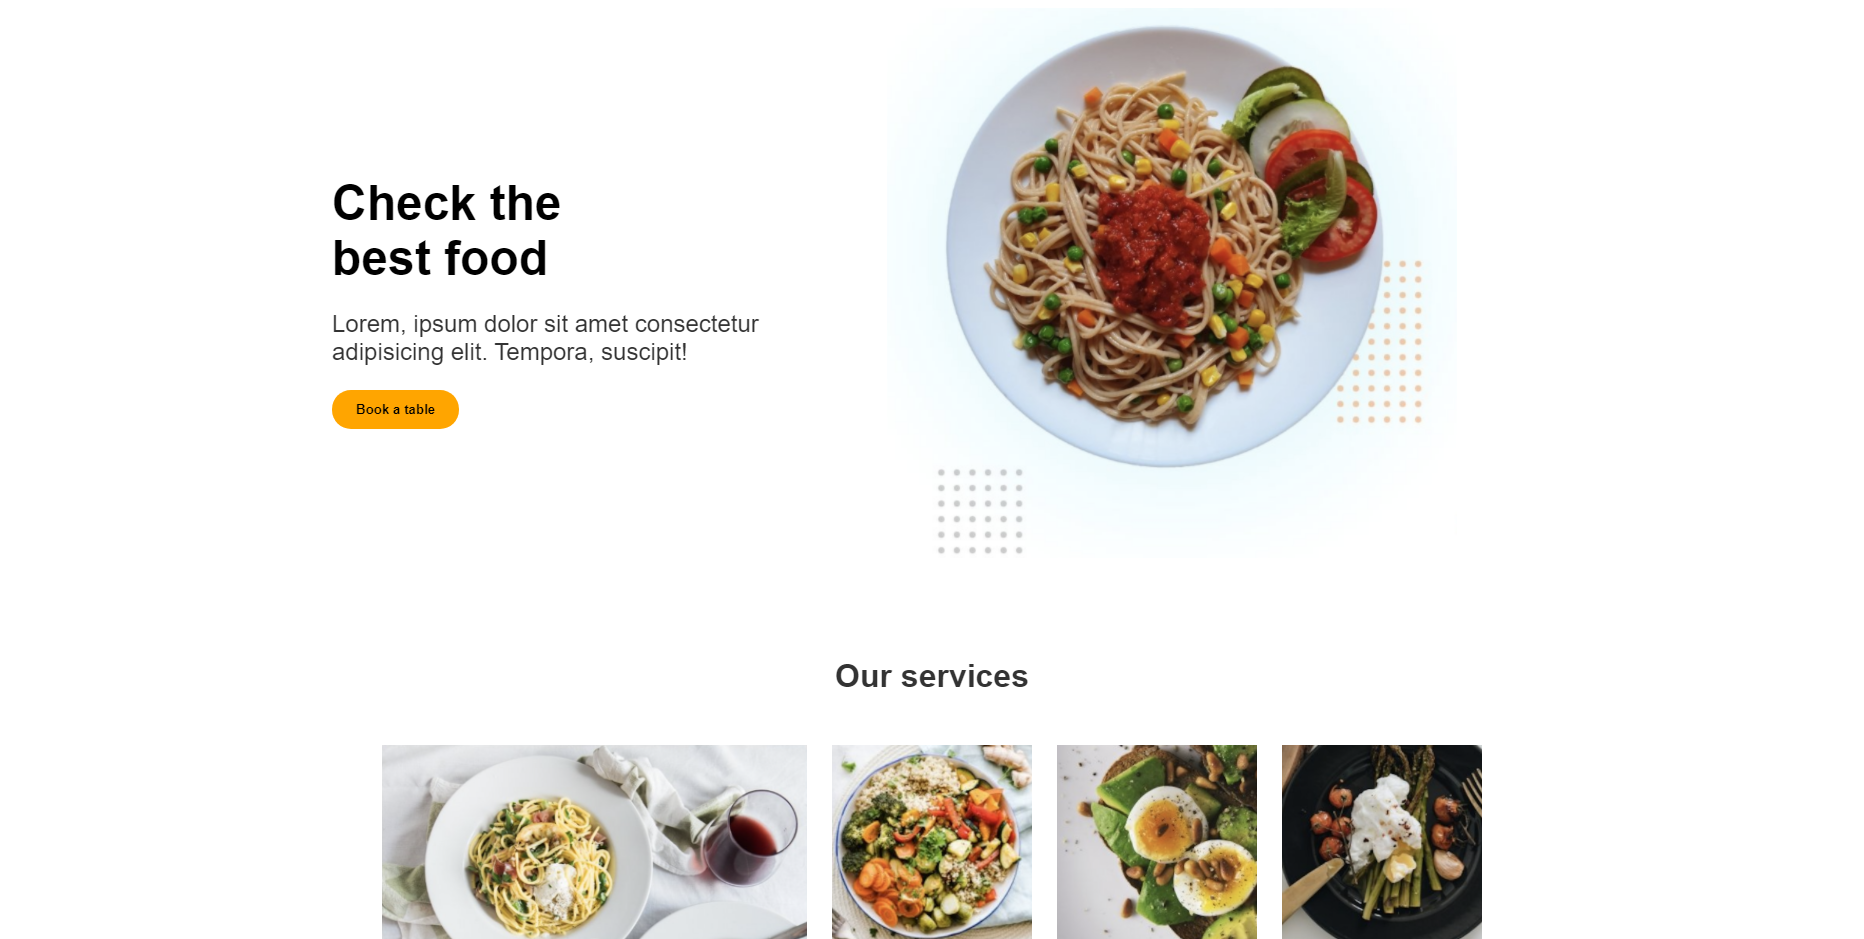 Check the
best food
Lorem, ipsum dolor sit amet consectetur
adipisicing elit. Tempora, suscipit!
Book a table
Our services